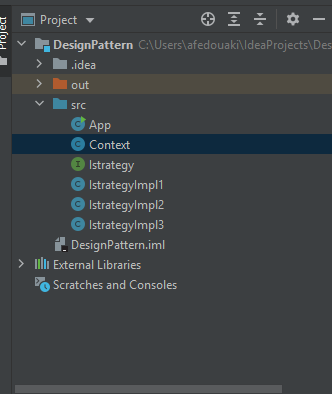 Project
Project
DesignPattern C:\Users\afedouaki\IdeaProjects\Des
.idea
out
src
App
Context
Istrategy
IstrategyImpl1
IstrategyImpl2
IstrategyImpl3
DesignPattern.iml
External Libraries
Scratches and Consoles